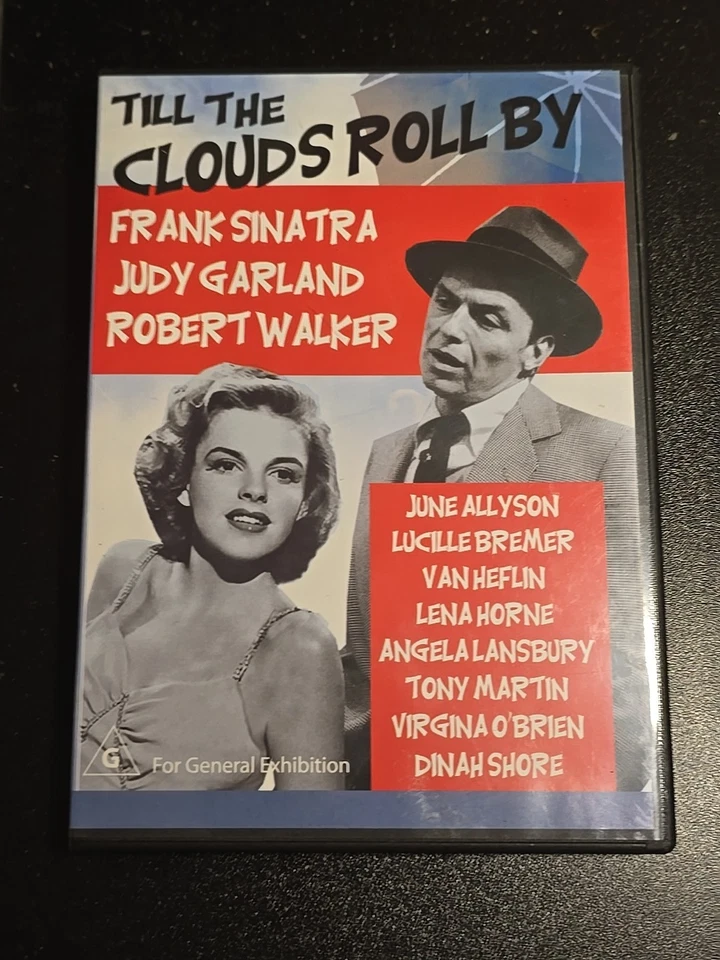 TILL THE
CLOUDS ROLL BY
FRANK SINATRA
JUDY GARLAND
ROBERT WALKER
JUNE ALLYSON
LUCILLE BREMER
VAN HEFLIN
LENA HORNE
ANGELA LANSBURY
TONY MARTIN
VIRGINA O'BRIEN
DINAH SHORE
G For General Exhibition